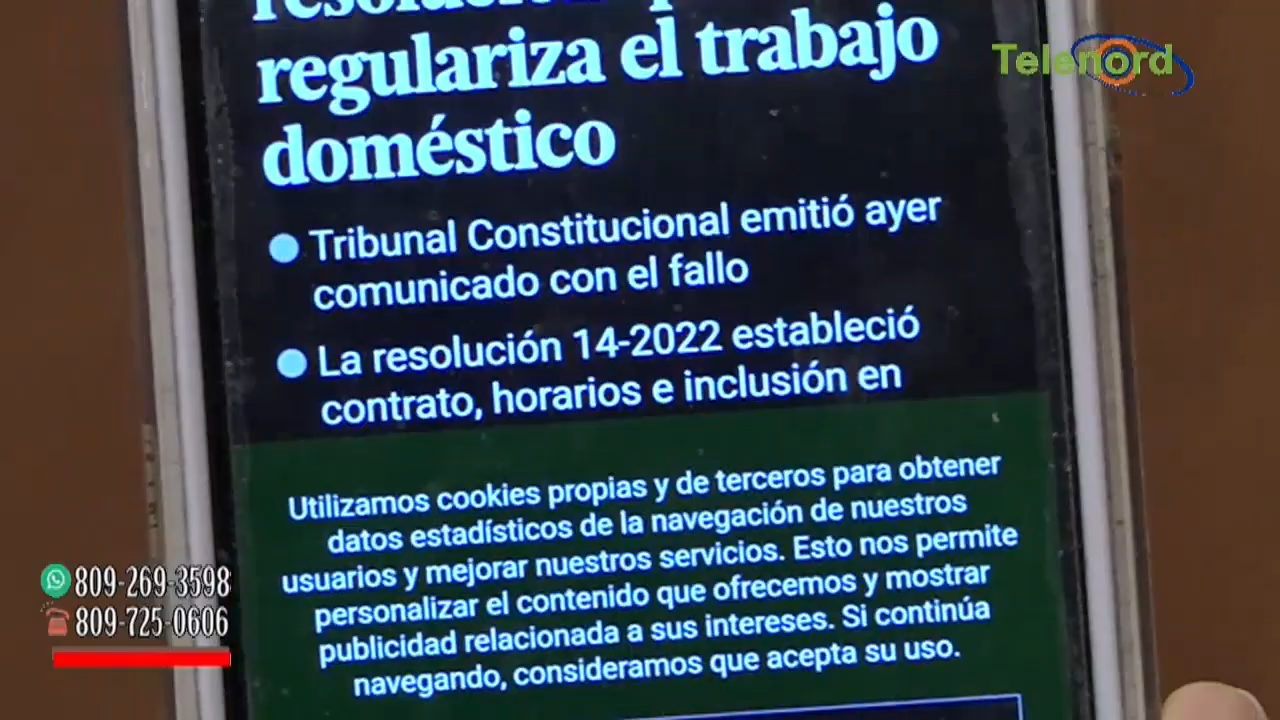 regulariza el trabajo
doméstico
Tribunal Constitucional emitió ayer
comunicado con el fallo
La resolución 14-2022 estableció
contrato, horarios e inclusión en
Utilizamos cookies propias y de terceros para obtener
datos estadísticos de la navegación de nuestros
usuarios y mejorar nuestros servicios. Esto nos permite
personalizar el contenido que ofrecemos y mostrar
publicidad relacionada a sus intereses. Si continúa
navegando, consideramos que acepta su uso.
Telenord
809-269-3598
809-725-0606